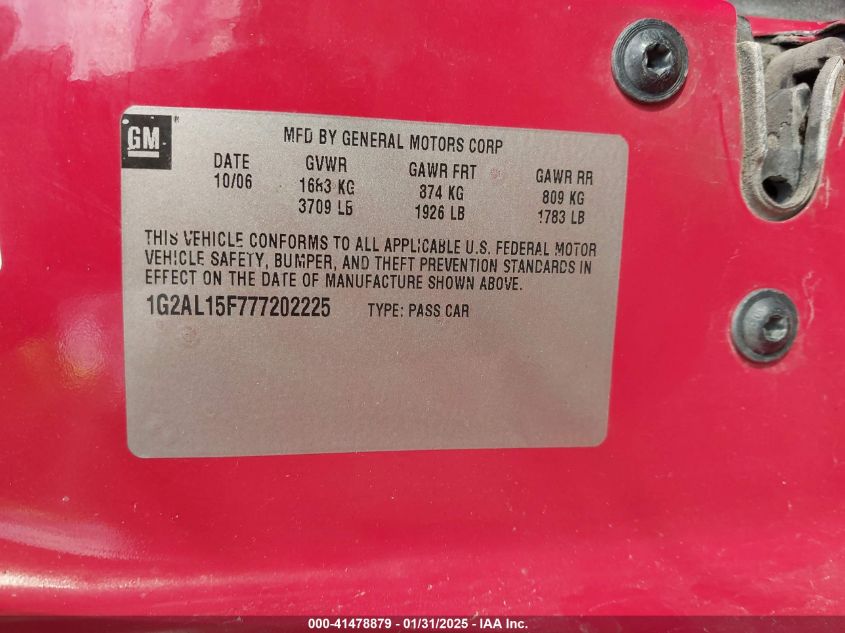 GM
MFD BY GENERAL MOTORS CORP
DATE GVWR GAWR FRT GAWR RR
10/06 1683 KG 874 KG 809 KG
3709 LB 1926 LB 1783 LB
THIS VEHICLE CONFORMS TO ALL APPLICABLE U.S. FEDERAL MOTOR
VEHICLE SAFETY, BUMPER, AND THEFT PREVENTION STANDARDS IN
EFFECT ON THE DATE OF MANUFACTURE SHOWN ABOVE.
1G2AL15F777202225 TYPE: PASS CAR
000-41478879 - 01/31/2025 - IAA Inc.